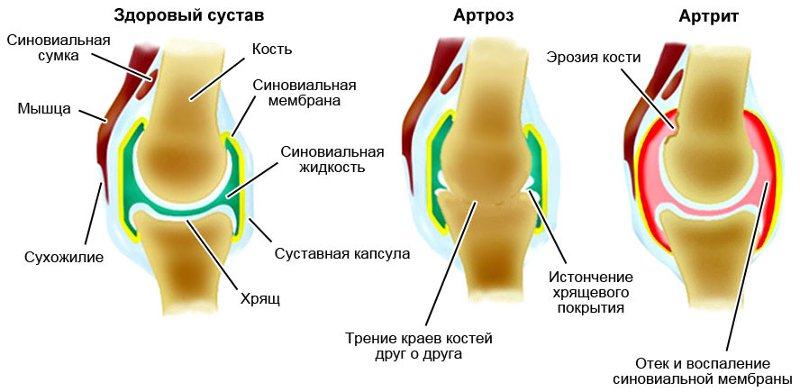 Здоровый сустав
Синовиальная
сумка
Мышца
Сухожилие
Кость
Синовиальная
мембрана
Синовиальная
жидкость
Суставная капсула
Хрящ
Артроз
Трение краев костей
друг о друга
Истончение
хрящевого
покрытия
Артрит
Эрозия кости
Отек и воспаление
синовиальной мембраны